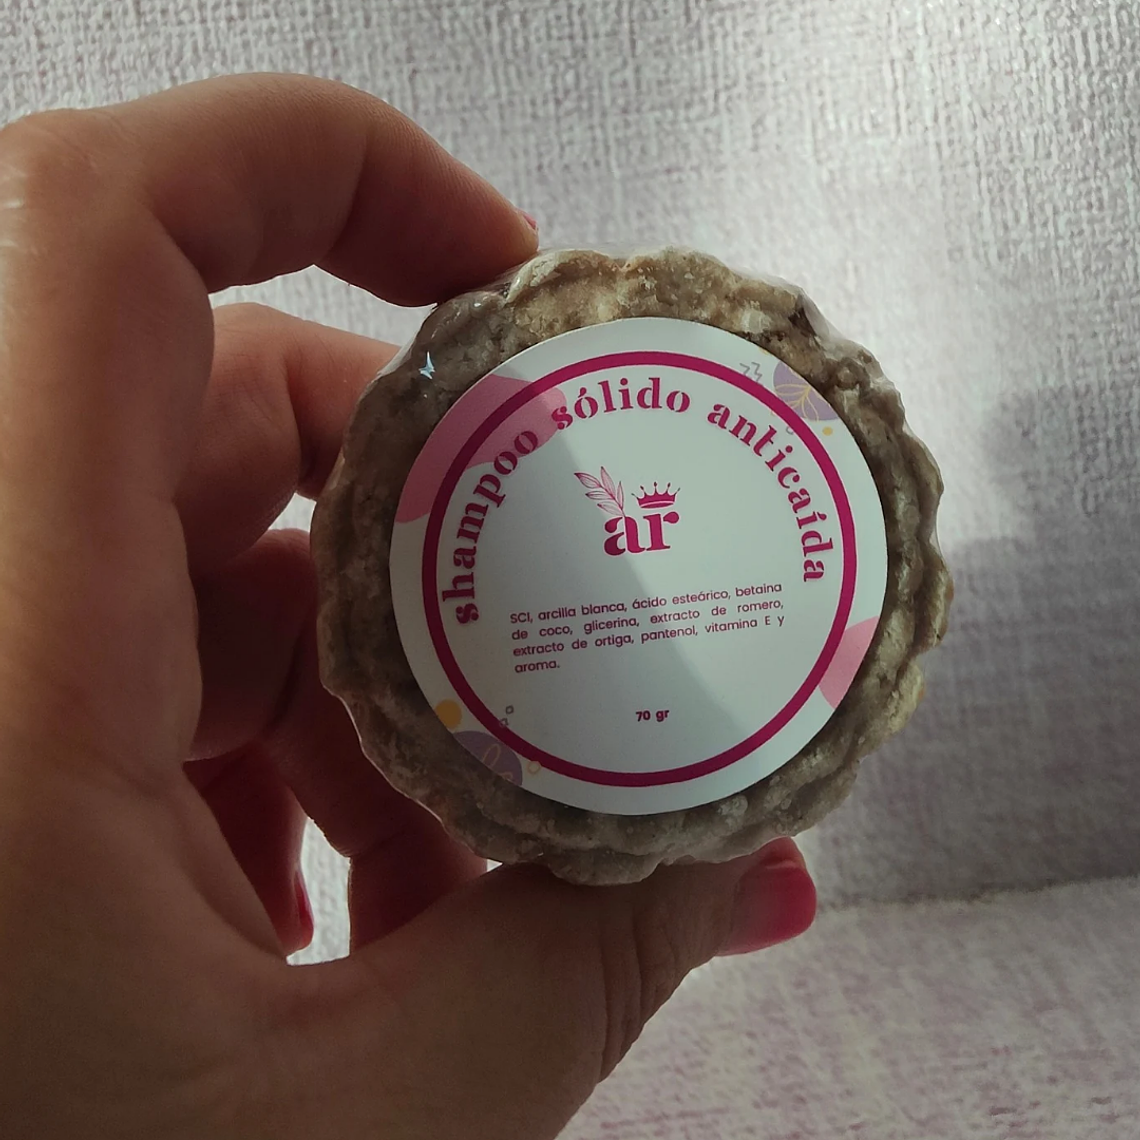 shampoo sólido anticaída
ar
SCI, arcilla blanca, ácido esteórico, betaina
de coco, glicerina, extracto de romero,
extracto de ortiga, pantenol, vitamina E y
aroma.
70 gr